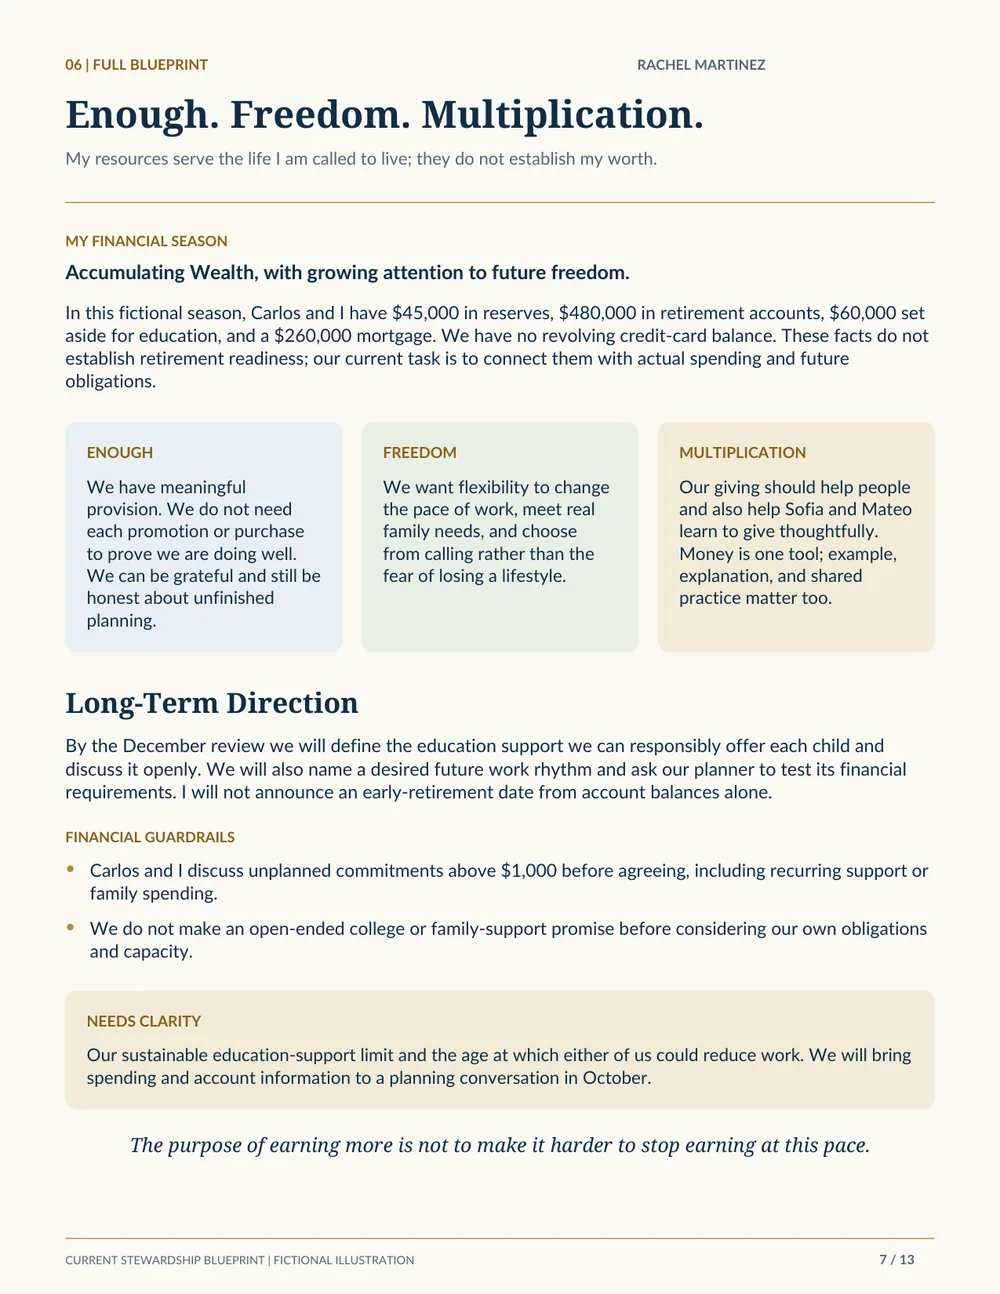 06 | FULL BLUEPRINT
RACHEL MARTINEZ
Enough. Freedom. Multiplication.
My resources serve the life I am called to live; they do not establish my worth.
MY FINANCIAL SEASON
Accumulating Wealth, with growing attention to future freedom.
In this fictional season, Carlos and I have $45,000 in reserves, $480,000 in retirement accounts, $60,000 set
aside for education, and a $260,000 mortgage. We have no revolving credit-card balance. These facts do not
establish retirement readiness; our current task is to connect them with actual spending and future
obligations.
ENOUGH
We have meaningful
provision. We do not need
each promotion or purchase
to prove we are doing well.
We can be grateful and still be
honest about unfinished
planning.
FREEDOM
We want flexibility to change
the pace of work, meet real
family needs, and choose
from calling rather than the
fear of losing a lifestyle.
MULTIPLICATION
Our giving should help people
and also help Sofia and Mateo
learn to give thoughtfully.
Money is one tool; example,
explanation, and shared
practice matter too.
Long-Term Direction
By the December review we will define the education support we can responsibly offer each child and
discuss it openly. We will also name a desired future work rhythm and ask our planner to test its financial
requirements. I will not announce an early-retirement date from account balances alone.
FINANCIAL GUARDRAILS
• Carlos and I discuss unplanned commitments above $1,000 before agreeing, including recurring support or
family spending.
• We do not make an open-ended college or family-support promise before considering our own obligations
and capacity.
NEEDS CLARITY
Our sustainable education-support limit and the age at which either of us could reduce work. We will bring
spending and account information to a planning conversation in October.
The purpose of earning more is not to make it harder to stop earning at this pace.
CURRENT STEWARDSHIP BLUEPRINT | FICTIONAL ILLUSTRATION
7 / 13